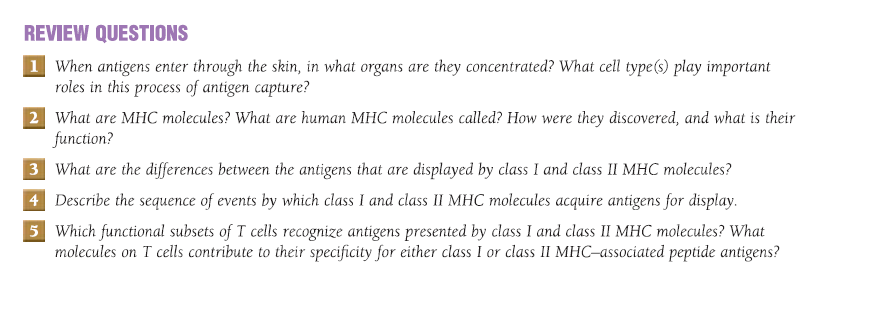 REVIEW QUESTIONS
1 When antigens enter through the skin, in what organs are they concentrated? What cell type(s) play important
roles in this process of antigen capture?
2 What are MHC molecules? What are human MHC molecules called? How were they discovered, and what is their
function?
3 What are the differences between the antigens that are displayed by class I and class II MHC molecules?
4 Describe the sequence of events by which class I and class II MHC molecules acquire antigens for display.
5 Which functional subsets of T cells recognize antigens presented by class I and class II MHC molecules? What
molecules on T cells contribute to their specificity for either class I or class II MHC–associated peptide antigens?